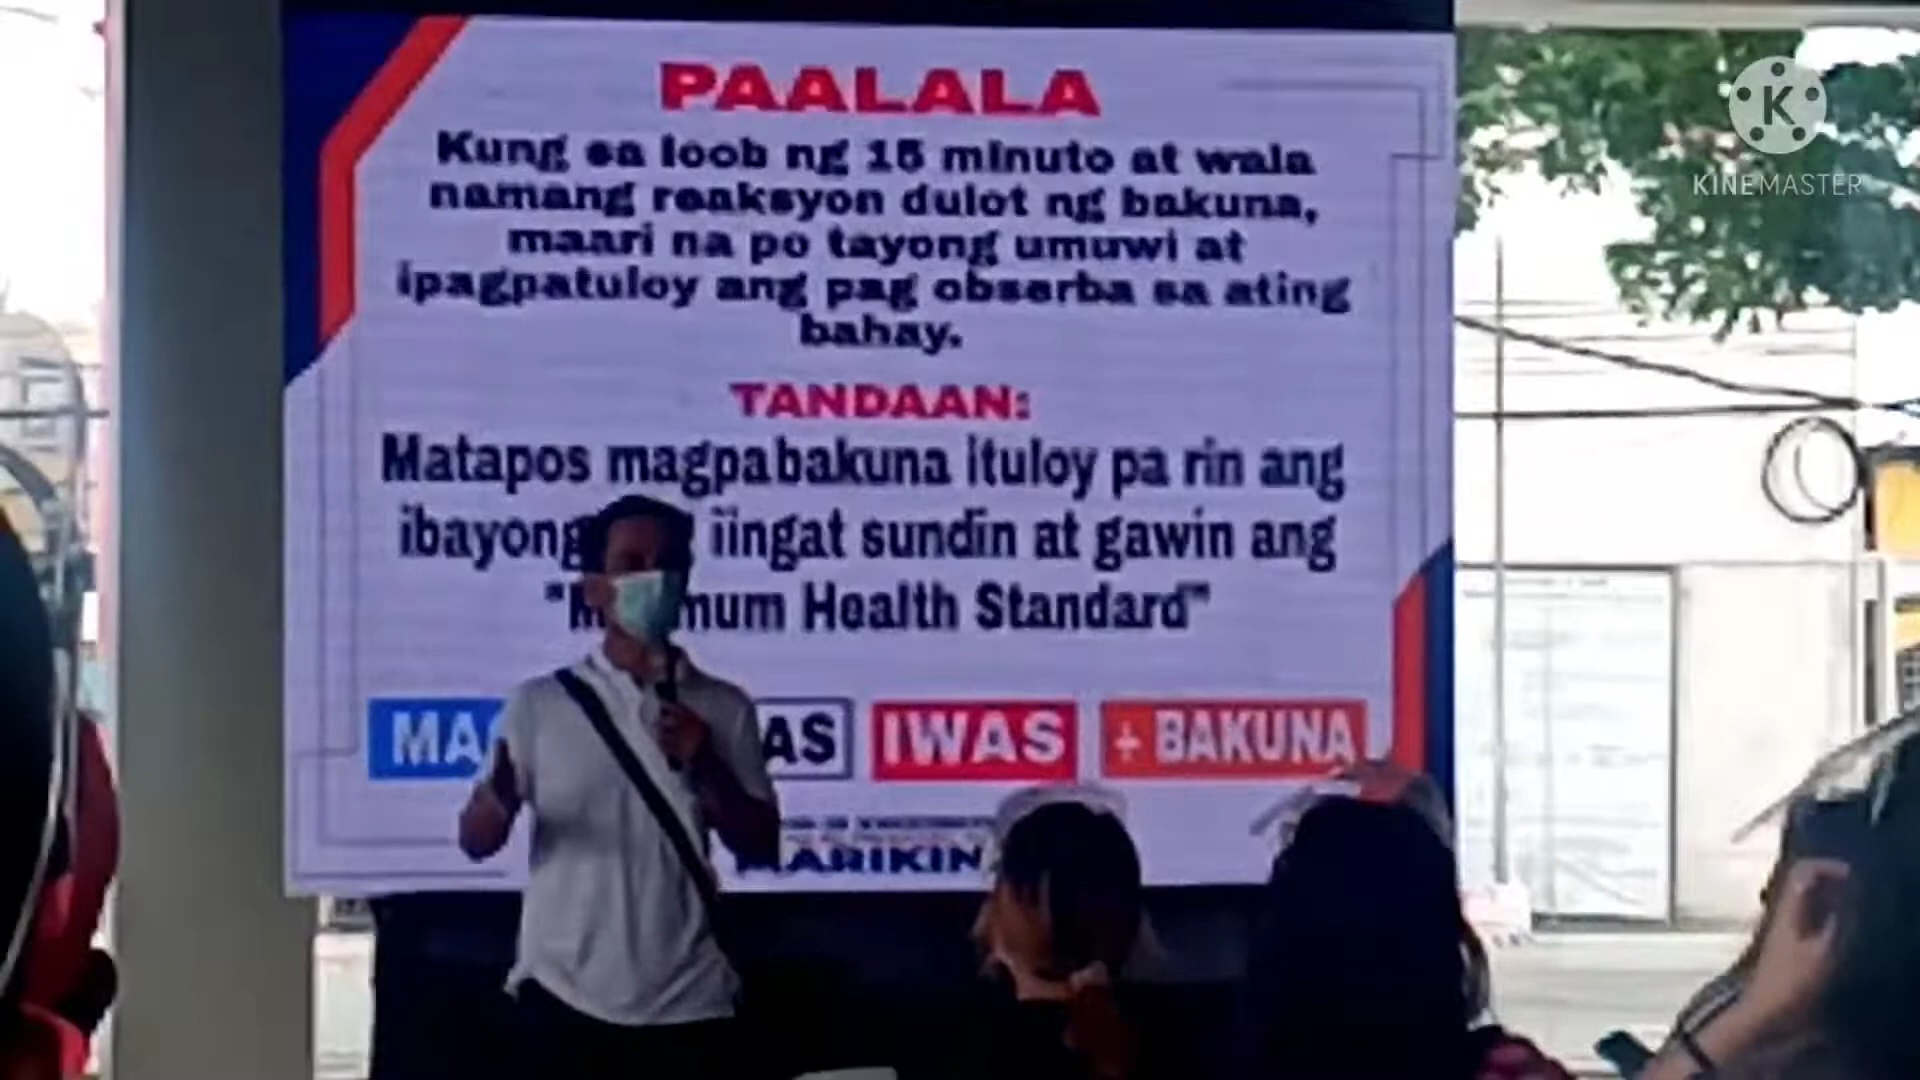 PAALALA
Kung sa loob ng 15 minuto at wala
namang reaksyon dulot ng bakuna,
maari na po tayong umuwi at
ipagpatuloy ang pag obserba sa ating
bahay.
TANDAAN:
Matapos magpabakuna ituloy pa rin ang
ibayong iingat sundin at gawin ang
Health Standard"
IWAS + BAKUNA
MARIKIN
K
KINEMASTER